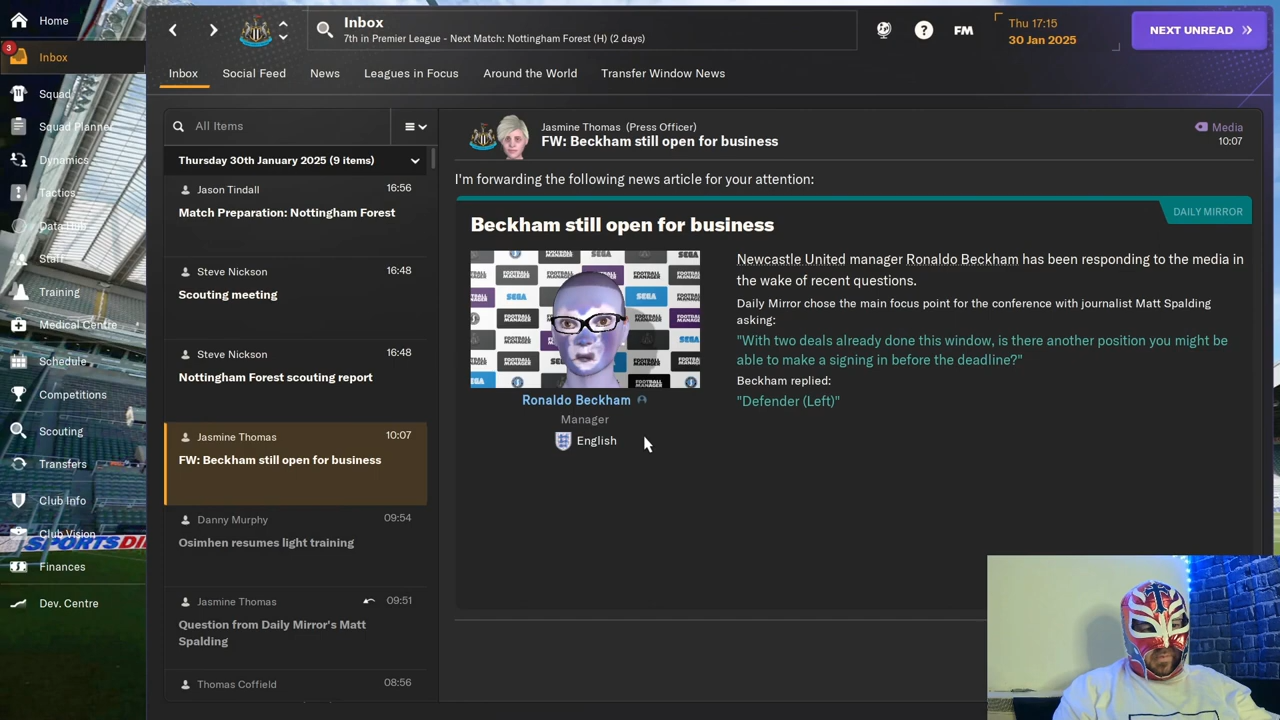 Home
3
Inbox
Squad
Squad Planner
Dynamics
Tactics
Data Hub
Staff
Training
Medical Centre
Schedule
Competitions
Scouting
Transfers
Club Info
Club Vision
Finances
Dev. Centre
Inbox
7th in Premier League - Next Match: Nottingham Forest (H) (2 days)
FM
Thu 17:15
30 Jan 2025
NEXT UNREAD
Inbox
Social Feed
News
Leagues in Focus
Around the World
Transfer Window News
All Items
Thursday 30th January 2025 (9 items)
Jason Tindall
16:56
Match Preparation: Nottingham Forest
Steve Nickson
16:48
Scouting meeting
Steve Nickson
16:48
Nottingham Forest scouting report
Jasmine Thomas
10:07
FW: Beckham still open for business
Danny Murphy
09:54
Osimhen resumes light training
Jasmine Thomas
09:51
Question from Daily Mirror's Matt
Spalding
Thomas Coffield
08:56
Jasmine Thomas (Press Officer)
FW: Beckham still open for business
Media
10:07
I'm forwarding the following news article for your attention:
DAILY MIRROR
Beckham still open for business
Newcastle United manager Ronaldo Beckham has been responding to the media in
the wake of recent questions.
Daily Mirror chose the main focus point for the conference with journalist Matt Spalding
asking:
"With two deals already done this window, is there another position you might be
able to make a signing in before the deadline?"
Beckham replied:
"Defender (Left)"
Ronaldo Beckham
Manager
English